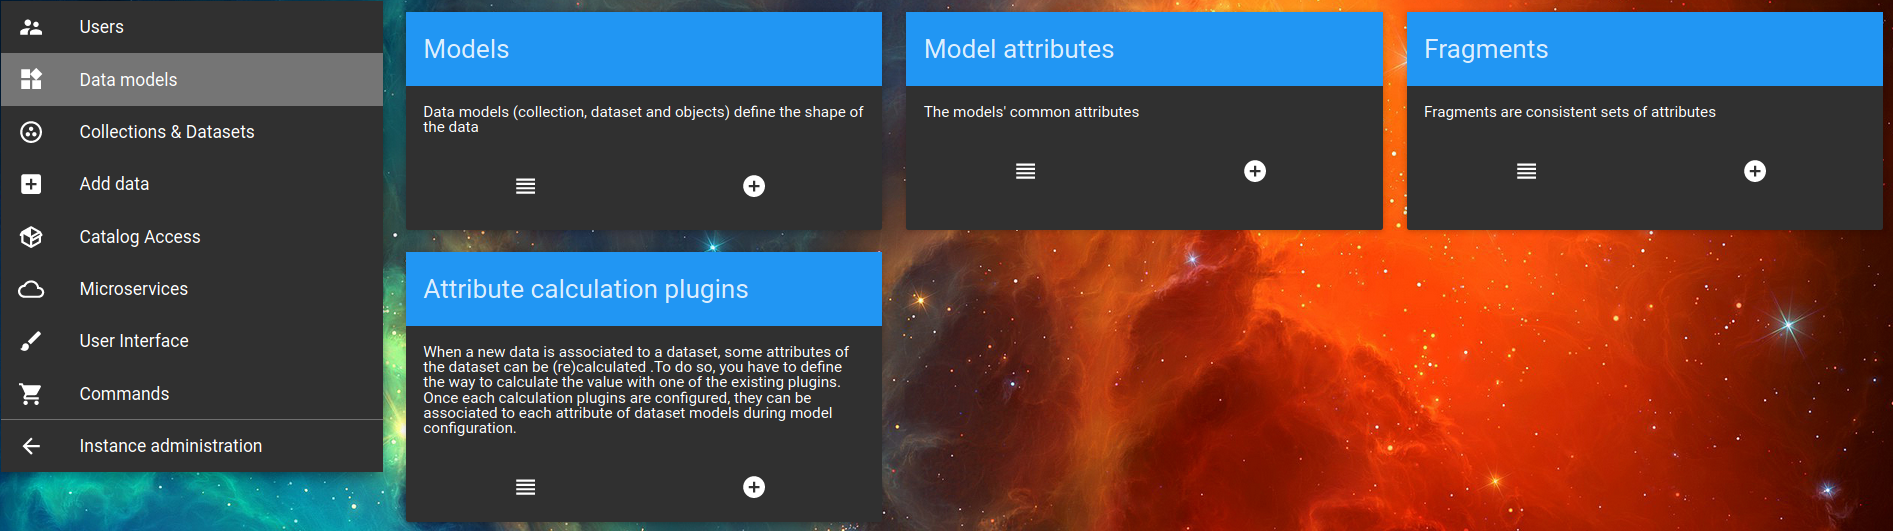 Users
Data models
Collections & Datasets
Add data
Catalog Access
Microservices
User Interface
Commands
Instance administration
Models
Data models (collection, dataset and objects) define the shape of
the data
Model attributes
The models' common attributes
Fragments
Fragments are consistent sets of attributes
Attribute calculation plugins
When a new data is associated to a dataset, some attributes of
the dataset can be (re)calculated .To do so, you have to define
the way to calculate the value with one of the existing plugins.
Once each calculation plugins are configured, they can be
associated to each attribute of dataset models during model
configuration.